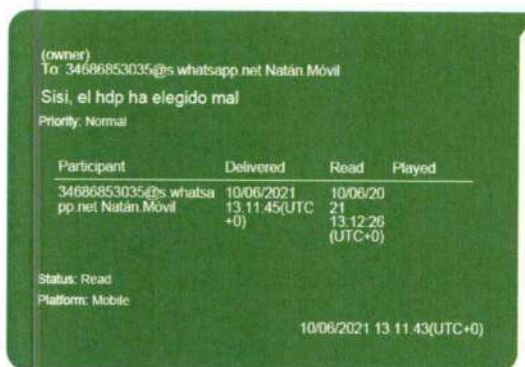 (owner)
To: 34686853035@s.whatsapp.net Natán.Móvil
Sisi, el hdp ha elegido mal
Priority: Normal
Participant Delivered Read Played
34686853035@s.whatsa 10/06/2021 10/06/20
pp.net Natán.Móvil 13.11.45(UTC 21
+0) 13:12:26
(UTC+0)
Status: Read
Platform: Mobile
10/06/2021 13.11.43(UTC+0)